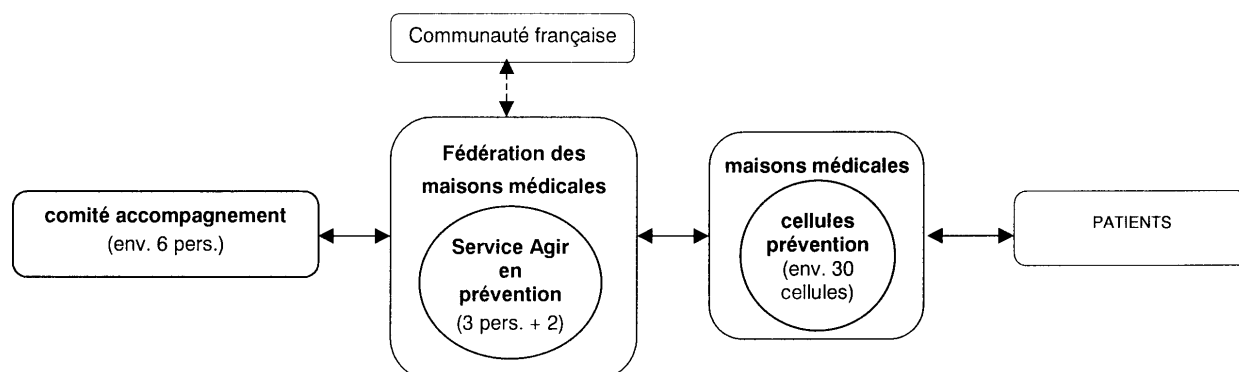 Communauté française
Fédération des
maisons médicales
comité accompagnement
(env. 6 pers.)
Service Agir
en
prévention
(3 pers. + 2)
maisons médicales
cellules
prévention
(env. 30
cellules)
PATIENTS